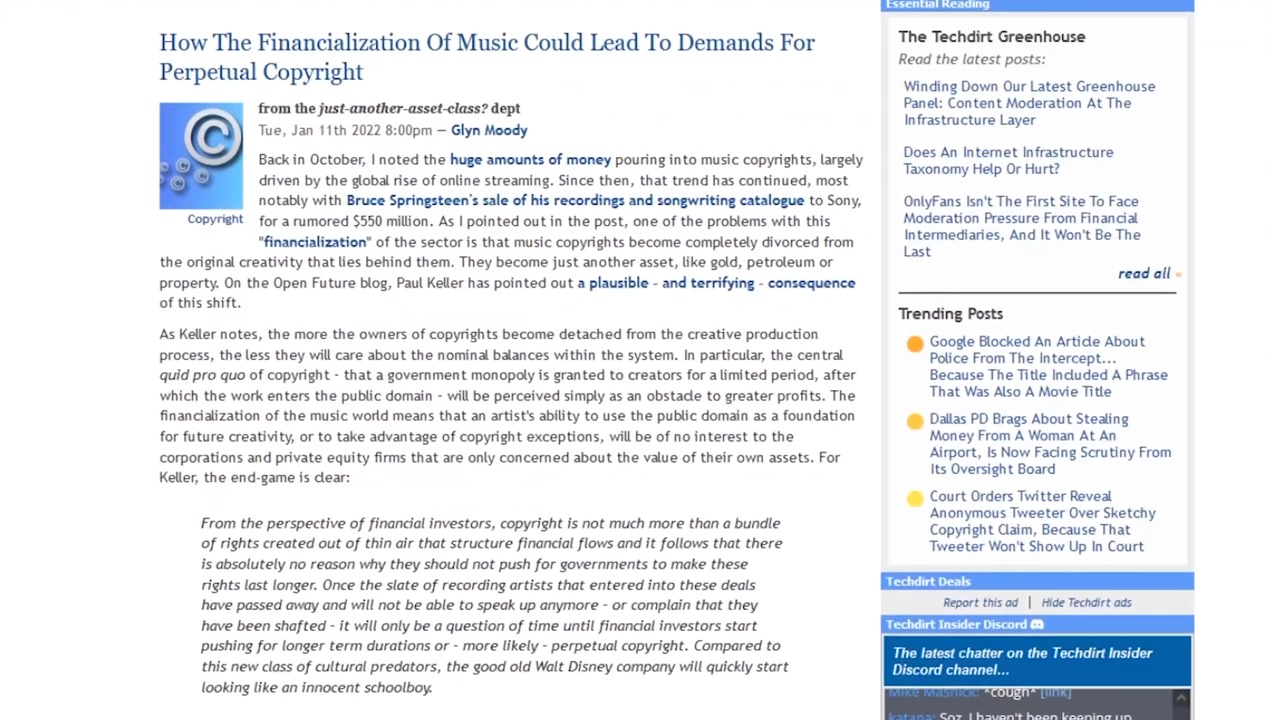 How The Financialization Of Music Could Lead To Demands For
Perpetual Copyright
from the just-another-asset-class? dept
Tue, Jan 11th 2022 8:00pm — Glyn Moody
Copyright
Back in October, I noted the huge amounts of money pouring into music copyrights, largely
driven by the global rise of online streaming. Since then, that trend has continued, most
notably with Bruce Springsteen's sale of his recordings and songwriting catalogue to Sony,
for a rumored $550 million. As I pointed out in the post, one of the problems with this
"financialization" of the sector is that music copyrights become completely divorced from
the original creativity that lies behind them. They become just another asset, like gold, petroleum or
property. On the Open Future blog, Paul Keller has pointed out a plausible - and terrifying - consequence
of this shift.
As Keller notes, the more the owners of copyrights become detached from the creative production
process, the less they will care about the nominal balances within the system. In particular, the central
quid pro quo of copyright - that a government monopoly is granted to creators for a limited period, after
which the work enters the public domain - will be perceived simply as an obstacle to greater profits. The
financialization of the music world means that an artist's ability to use the public domain as a foundation
for future creativity, or to take advantage of copyright exceptions, will be of no interest to the
corporations and private equity firms that are only concerned about the value of their own assets. For
Keller, the end-game is clear:
From the perspective of financial investors, copyright is not much more than a bundle
of rights created out of thin air that structure financial flows and it follows that there
is absolutely no reason why they should not push for governments to make these
rights last longer. Once the slate of recording artists that entered into these deals
have passed away and will not be able to speak up anymore - or complain that they
have been shafted - it will only be a question of time until financial investors start
pushing for longer term durations or - more likely - perpetual copyright. Compared to
this new class of cultural predators, the good old Walt Disney company will quickly start
looking like an innocent schoolboy.
Essential Reading
The Techdirt Greenhouse
Read the latest posts:
Winding Down Our Latest Greenhouse
Panel: Content Moderation At The
Infrastructure Layer
Does An Internet Infrastructure
Taxonomy Help Or Hurt?
OnlyFans Isn't The First Site To Face
Moderation Pressure From Financial
Intermediaries, And It Won't Be The
Last
read all »
Trending Posts
Google Blocked An Article About
Police From The Intercept...
Because The Title Included A Phrase
That Was Also A Movie Title
Dallas PD Brags About Stealing
Money From A Woman At An
Airport, Is Now Facing Scrutiny From
Its Oversight Board
Court Orders Twitter Reveal
Anonymous Tweeter Over Sketchy
Copyright Claim, Because That
Tweeter Won't Show Up In Court
Techdirt Deals
Report this ad | Hide Techdirt ads
Techdirt Insider Discord
The latest chatter on the Techdirt Insider
Discord channel...
Mike Masnick: *cough* [link]
katana: Soz, I haven't been keeping up